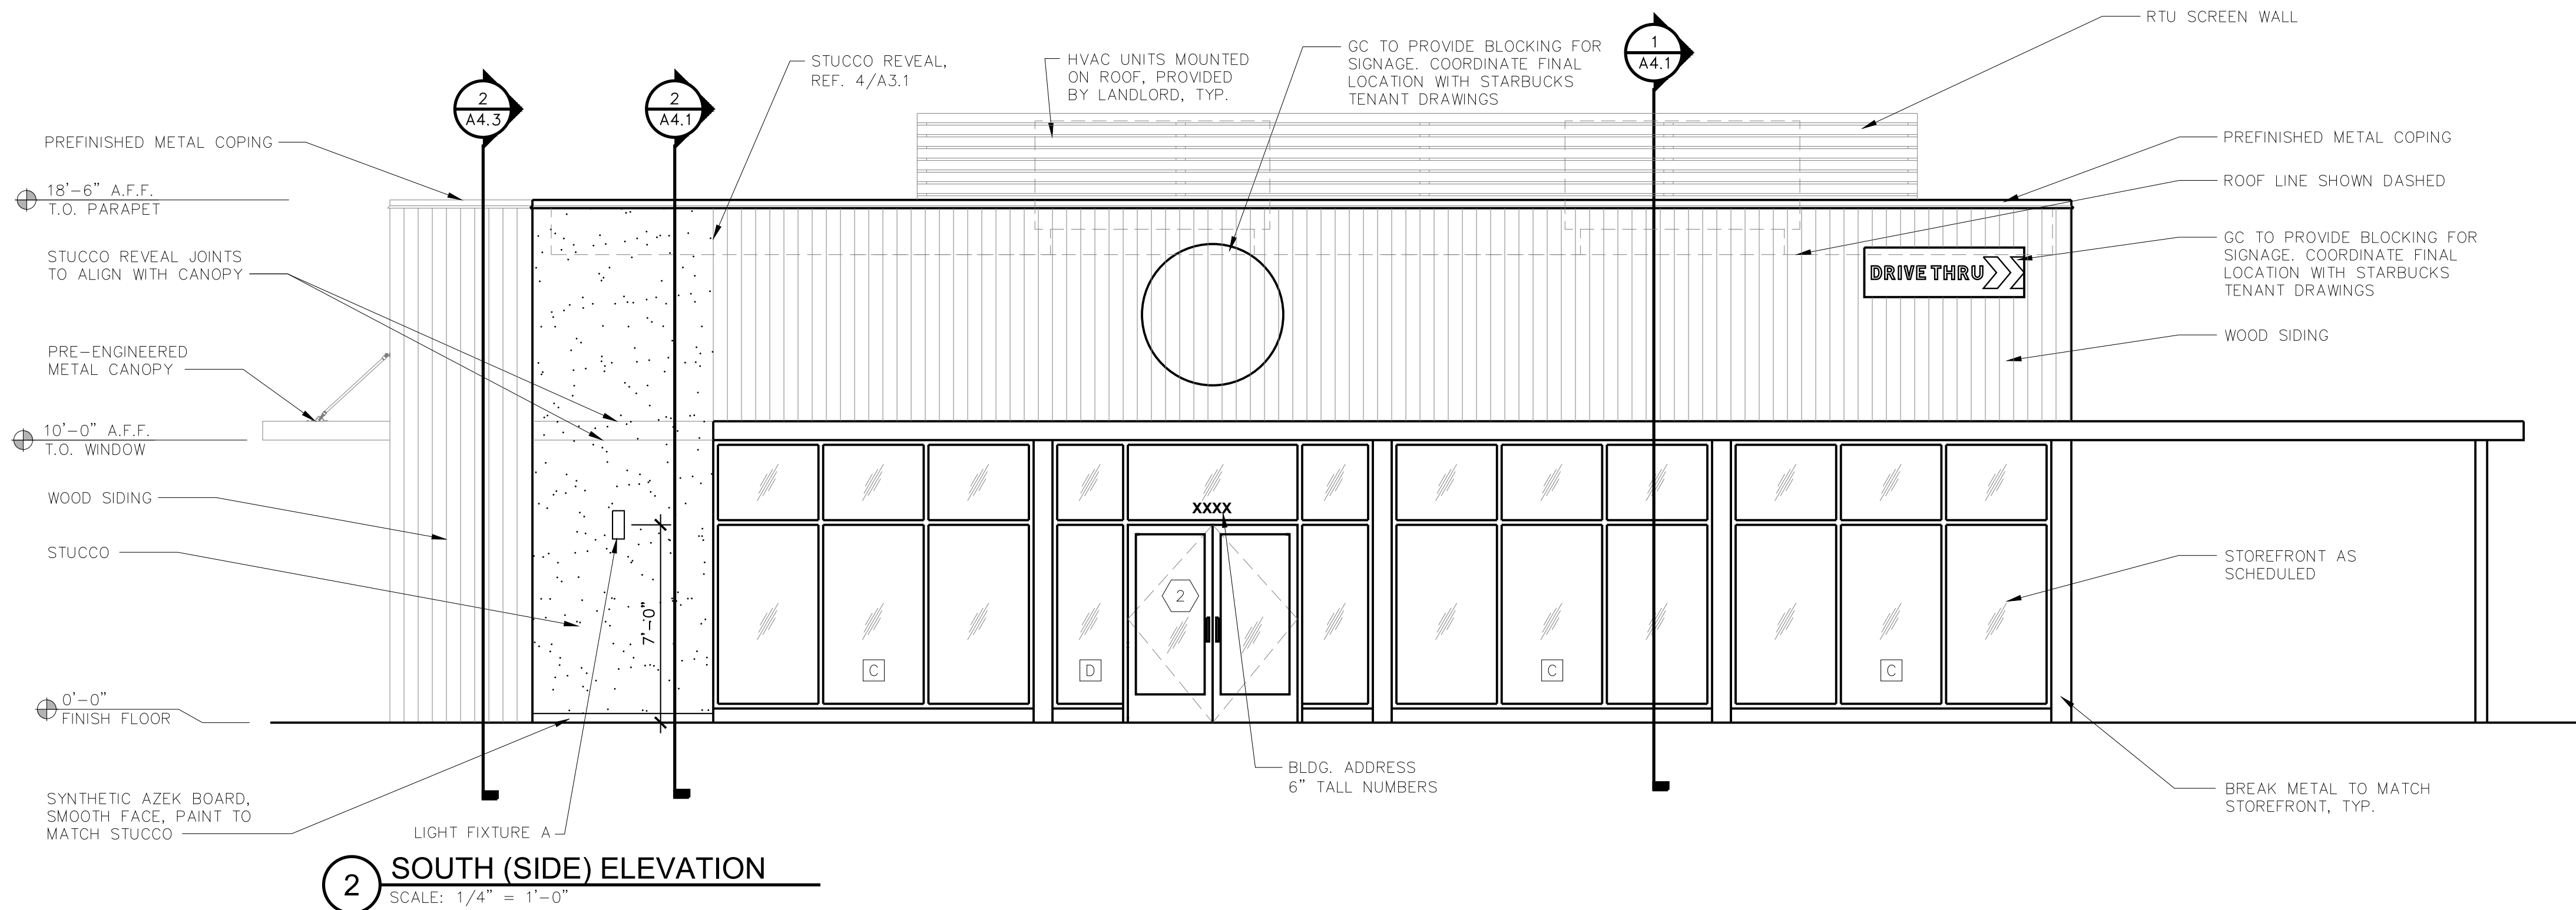 RTU SCREEN WALL
STUCCO REVEAL,
REF. 4/A3.1
HVAC UNITS MOUNTED
ON ROOF, PROVIDED
BY LANDLORD, TYP.
GC TO PROVIDE BLOCKING FOR
SIGNAGE. COORDINATE FINAL
LOCATION WITH STARBUCKS
TENANT DRAWINGS
1
A4.1
2
A4.3
2
A4.1
PREFINISHED METAL COPING
18'-6" A.F.F.
T.O. PARAPET
STUCCO REVEAL JOINTS
TO ALIGN WITH CANOPY
PRE-ENGINEERED
METAL CANOPY
10'-0" A.F.F.
T.O. WINDOW
WOOD SIDING
STUCCO
0'-0"
FINISH FLOOR
SYNTHETIC AZEK BOARD,
SMOOTH FACE, PAINT TO
MATCH STUCCO
LIGHT FIXTURE A
7'-0"
DRIVE THRU
XXXX
2
C
D
C
C
BLDG. ADDRESS
6" TALL NUMBERS
PREFINISHED METAL COPING
ROOF LINE SHOWN DASHED
GC TO PROVIDE BLOCKING FOR
SIGNAGE. COORDINATE FINAL
LOCATION WITH STARBUCKS
TENANT DRAWINGS
WOOD SIDING
STOREFRONT AS
SCHEDULED
BREAK METAL TO MATCH
STOREFRONT, TYP.
2
SOUTH (SIDE) ELEVATION
SCALE: 1/4" = 1'-0"